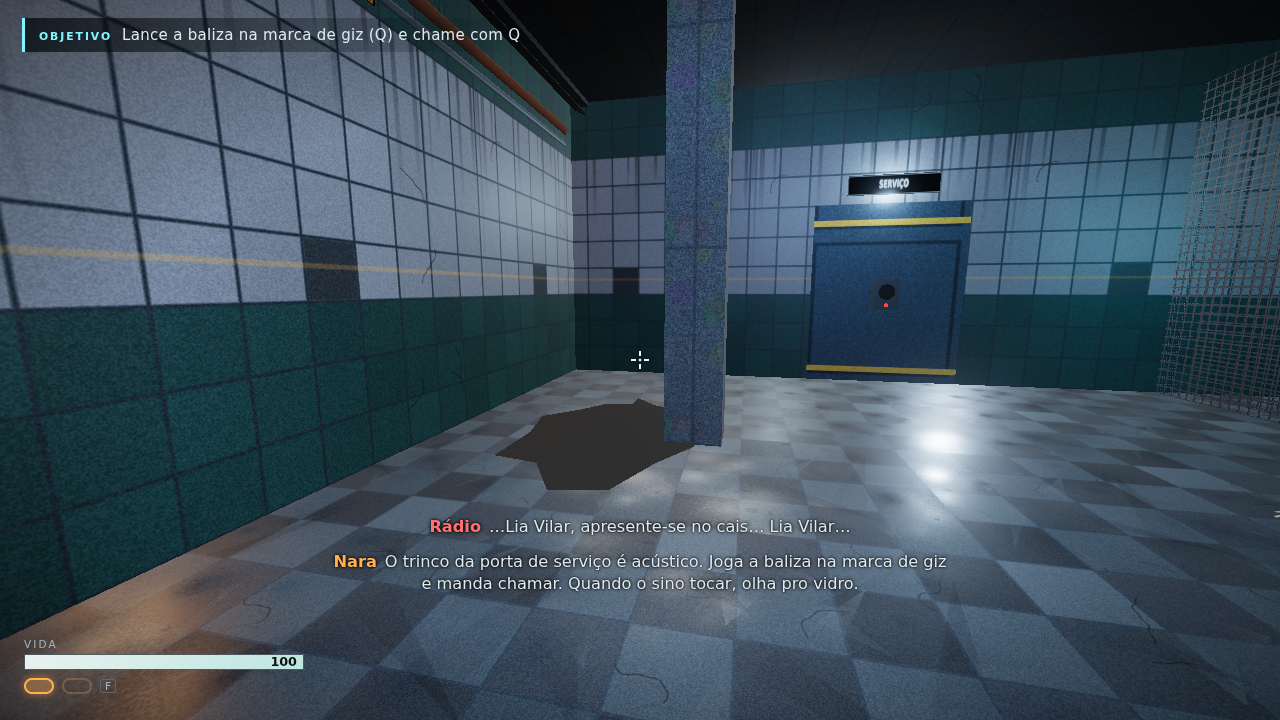 OBJETIVO Lance a baliza na marca de giz (Q) e chame com Q
SERVIÇO
Rádio …Lia Vilar, apresente-se no cais… Lia Vilar…
Nara O trinco da porta de serviço é acústico. Joga a baliza na marca de giz
e manda chamar. Quando o sino tocar, olha pro vidro.
VIDA
100
F